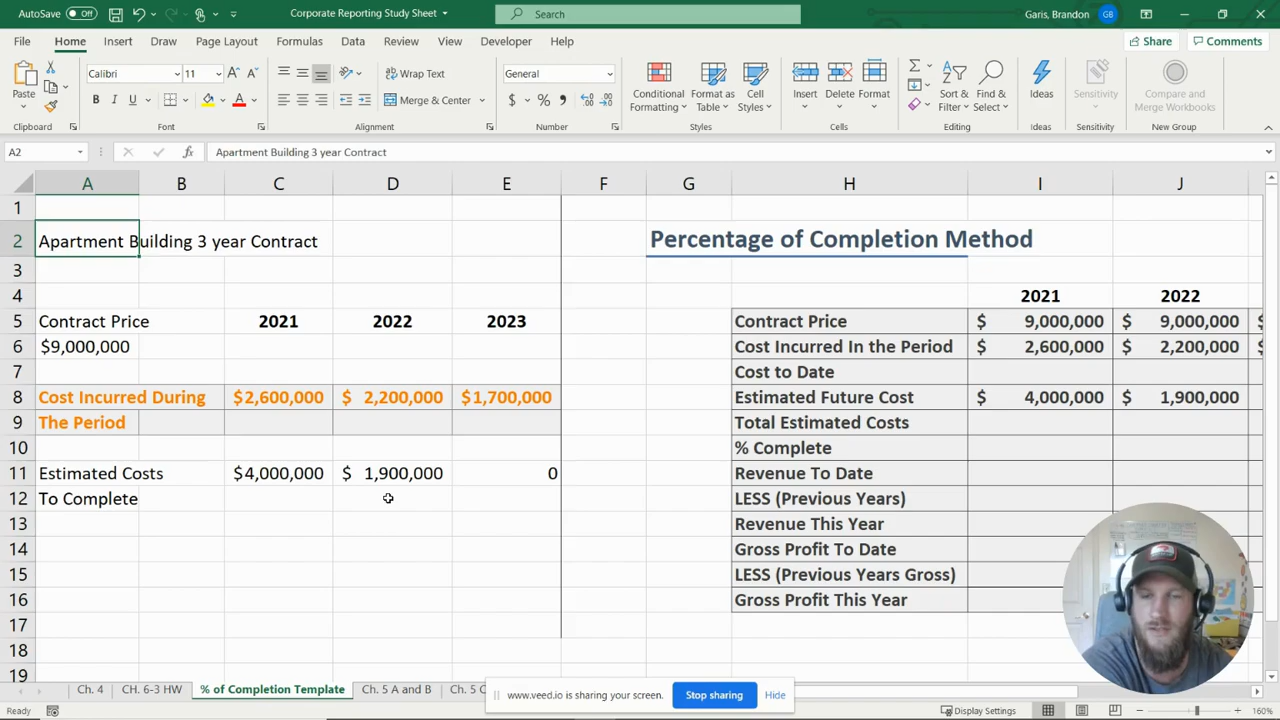 AutoSave Off Corporate Reporting Study Sheet Search Garis, Brandon GB
File Home Insert Draw Page Layout Formulas Data Review View Developer Help Share Comments
Paste Calibri 11 Wrap Text General Conditional Formatting Format as Table Cell Styles Insert Delete Format Sort & Filter Find & Select Ideas Sensitivity Compare and Merge Workbooks
B I U Merge & Center $ % 9
Clipboard Font Alignment Number Styles Cells Editing Ideas Sensitivity New Group
A2 fx Apartment Building 3 year Contract
A B C D E F G H I J
1
2 Apartment Building 3 year Contract Percentage of Completion Method
3
4 2021 2022
5 Contract Price 2021 2022 2023 Contract Price $ 9,000,000 $ 9,000,000
6 $9,000,000 Cost Incurred In the Period $ 2,600,000 $ 2,200,000 $
7 Cost to Date
8 Cost Incurred During $2,600,000 $ 2,200,000 $1,700,000 Estimated Future Cost $ 4,000,000 $ 1,900,000
9 The Period Total Estimated Costs
10 % Complete
11 Estimated Costs $4,000,000 $ 1,900,000 0 Revenue To Date
12 To Complete LESS (Previous Years)
13 Revenue This Year
14 Gross Profit To Date
15 LESS (Previous Years Gross)
16 Gross Profit This Year
17
18
19
Ch. 4 CH. 6-3 HW % of Completion Template Ch. 5 A and B Ch. 5 C
www.veed.io is sharing your screen. Stop sharing Hide
Ready Display Settings 160%